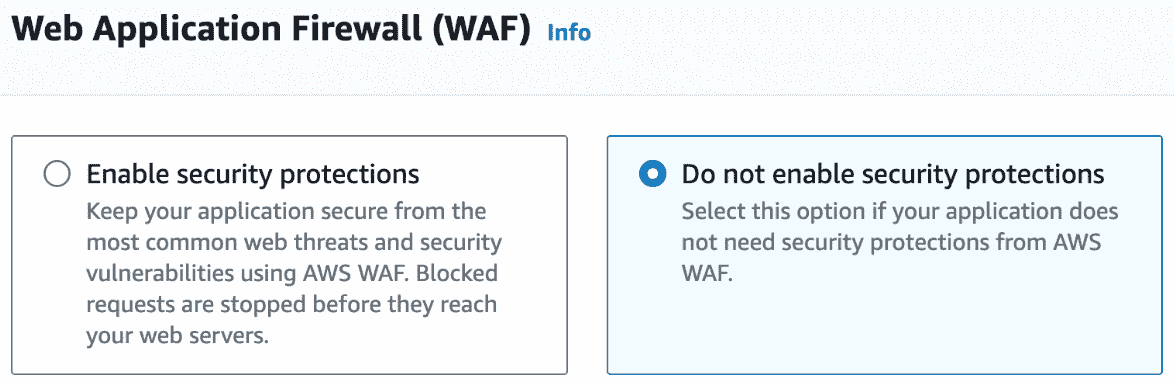 Web Application Firewall (WAF) Info
Enable security protections
Keep your application secure from the
most common web threats and security
vulnerabilities using AWS WAF. Blocked
requests are stopped before they reach
your web servers.
Do not enable security protections
Select this option if your application does
not need security protections from AWS
WAF.